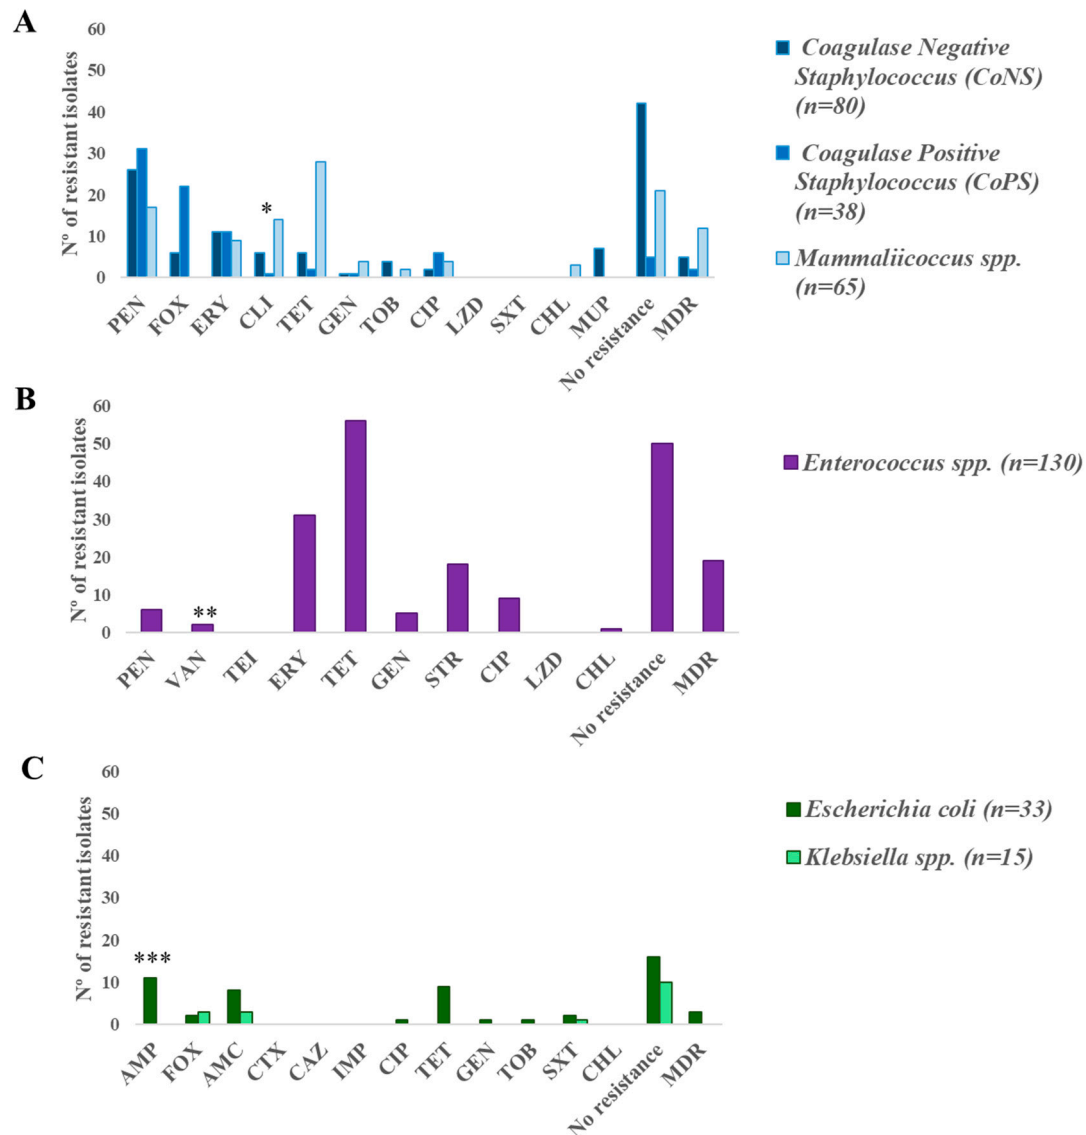 A
Nº of resistant isolates
60
50
40
30
20
10
0
*
PEN
FOX
ERY
CLI
TET
GEN
TOB
CIP
LZD
SXT
CHL
MUP
No resistance
MDR
Coagulase Negative
Staphylococcus (CoNS)
(n=80)
Coagulase Positive
Staphylococcus (CoPS)
(n=38)
Mammaliicoccus spp.
(n=65)
B
Nº of resistant isolates
60
50
40
30
20
10
0
**
PEN
VAN
TEI
ERY
TET
GEN
STR
CIP
LZD
CHL
No resistance
MDR
Enterococcus spp. (n=130)
C
Nº of resistant isolates
60
50
40
30
20
10
0
***
AMP
FOX
AMC
CTX
CAZ
IMP
CIP
TET
GEN
TOB
SXT
CHL
No resistance
MDR
Escherichia coli (n=33)
Klebsiella spp. (n=15)